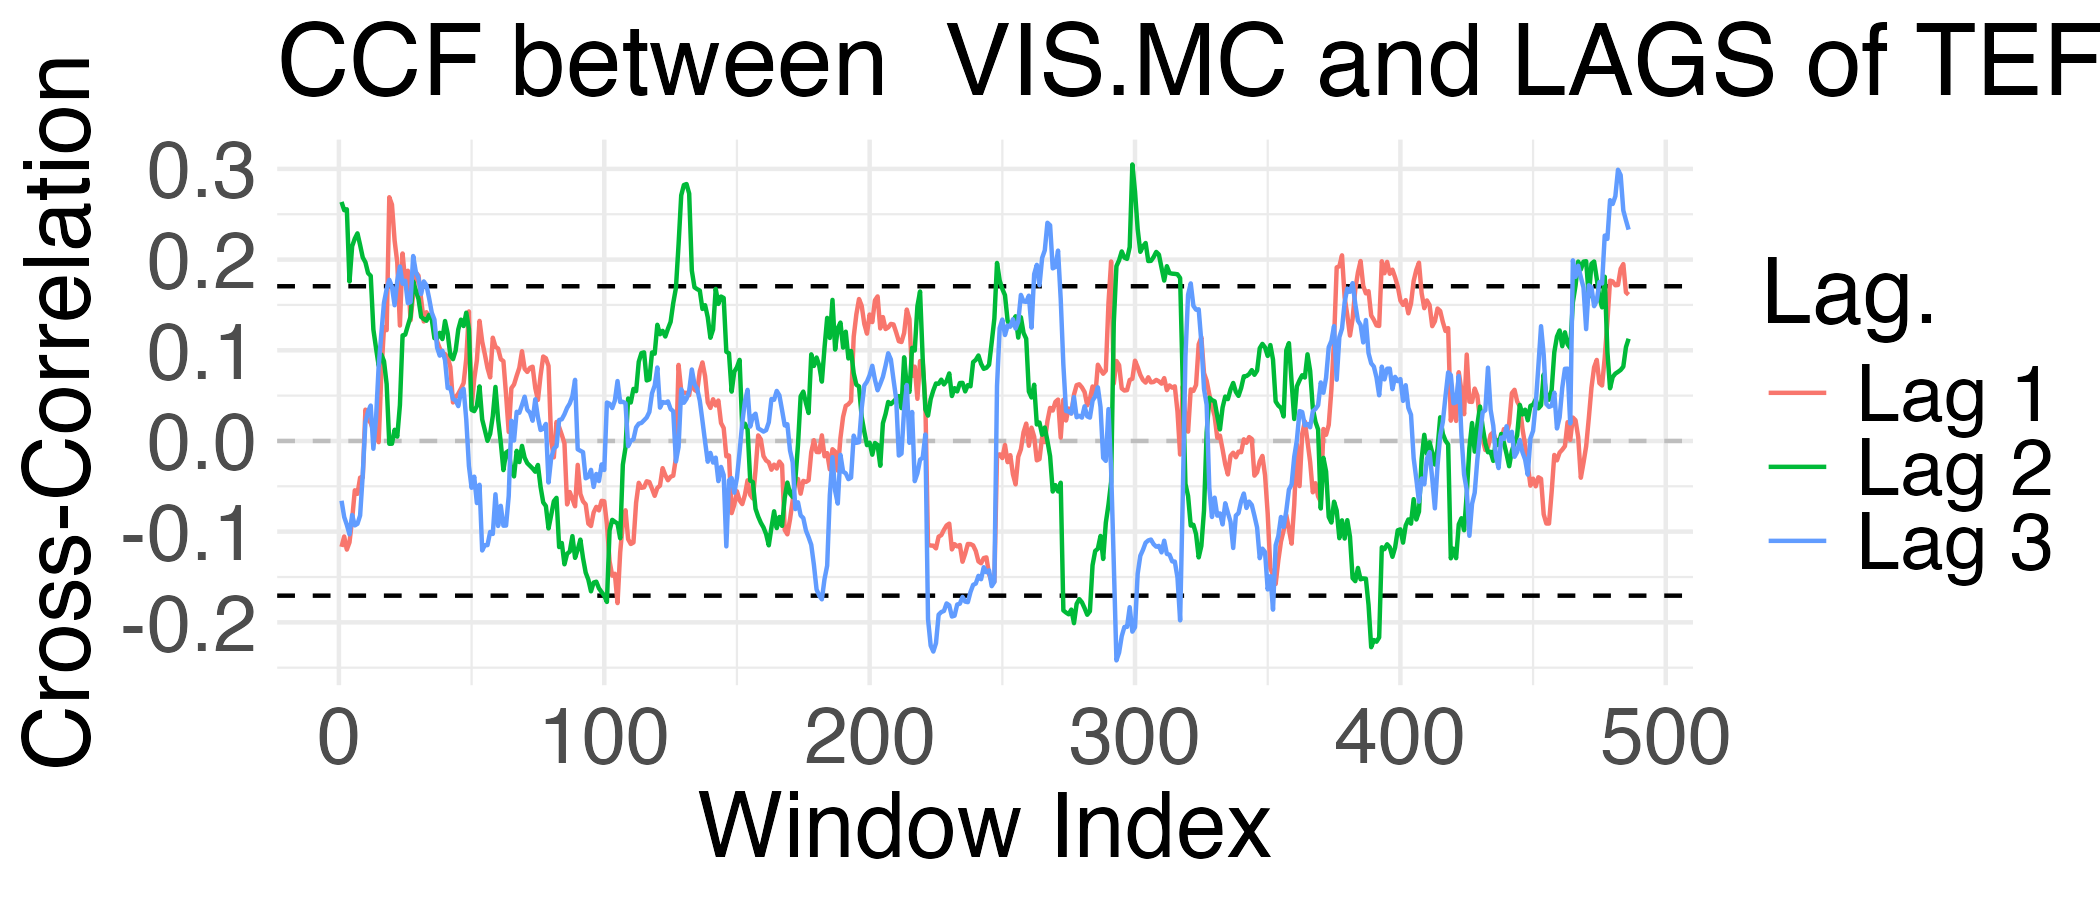 CCF between VIS.MC and LAGS of TEF
Cross-Correlation
0.3
0.2
0.1
0.0
-0.1
-0.2
0 100 200 300 400 500
Window Index
Lag.
Lag 1
Lag 2
Lag 3